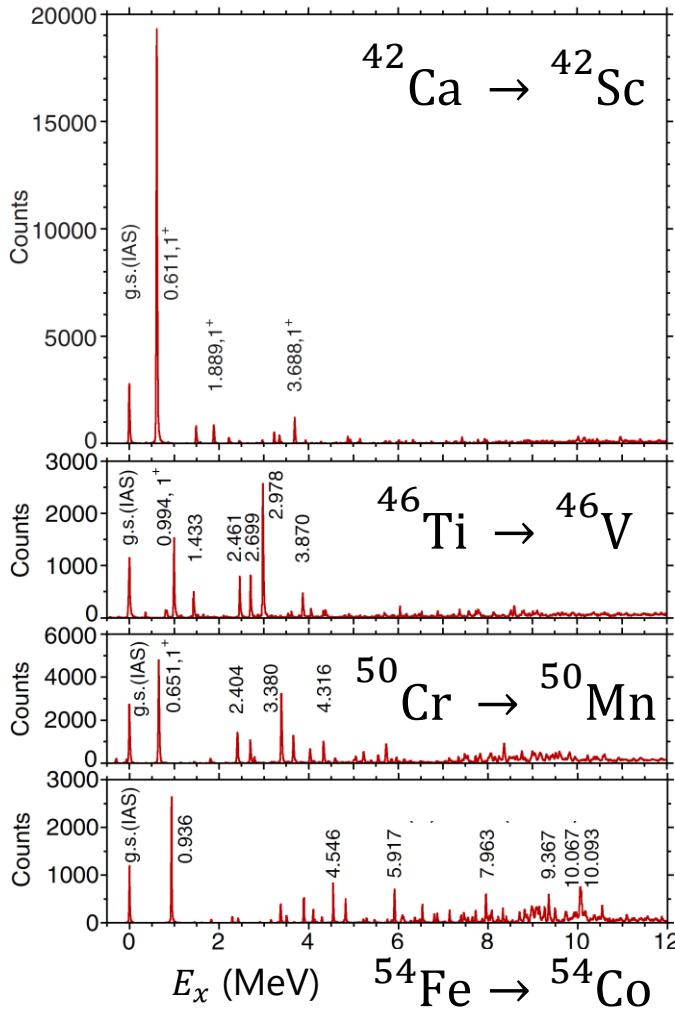 20000
15000
10000
5000
0
Counts
g.s.(IAS)
0.611,1⁺
1.889,1⁺
3.688,1⁺
⁴²Ca → ⁴²Sc
3000
2000
1000
0
Counts
g.s.(IAS)
0.994, 1⁺
1.433
2.461
2.699
2.978
3.870
⁴⁶Ti → ⁴⁶V
6000
4000
2000
0
Counts
g.s.(IAS)
0.651,1⁺
2.404
3.380
4.316
⁵⁰Cr → ⁵⁰Mn
3000
2000
1000
0
Counts
g.s.(IAS)
0.936
4.546
5.917
7.963
9.367
10.067
10.093
0 2 4 6 8 10 12
Eₓ (MeV)
⁵⁴Fe → ⁵⁴Co